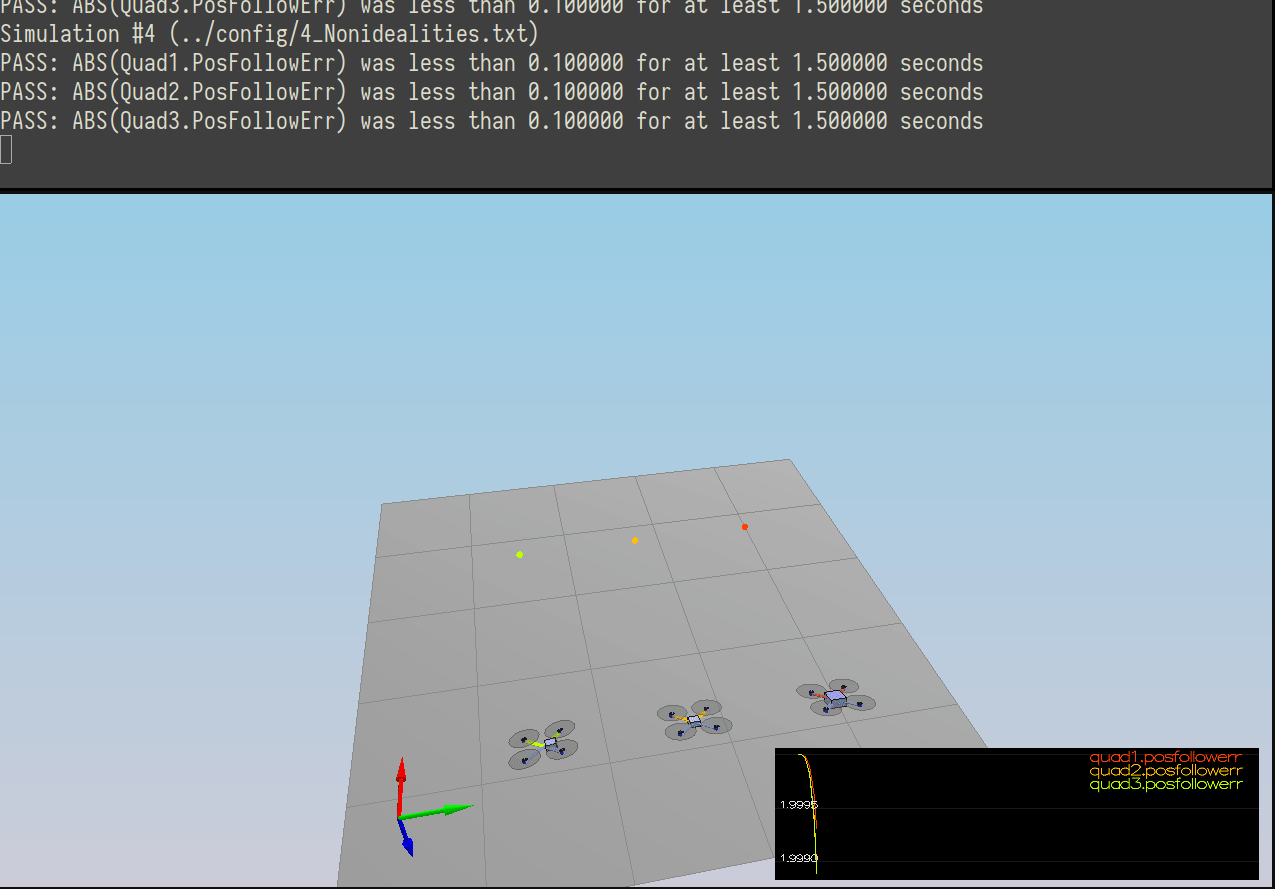 PASS: ABS(Quad3.PosFollowErr) was less than 0.100000 for at least 1.500000 seconds
Simulation #4 (../config/4_Nonidealities.txt)
PASS: ABS(Quad1.PosFollowErr) was less than 0.100000 for at least 1.500000 seconds
PASS: ABS(Quad2.PosFollowErr) was less than 0.100000 for at least 1.500000 seconds
PASS: ABS(Quad3.PosFollowErr) was less than 0.100000 for at least 1.500000 seconds
quad1.posfollowerr
quad2.posfollowerr
quad3.posfollowerr
1.9995
1.9990